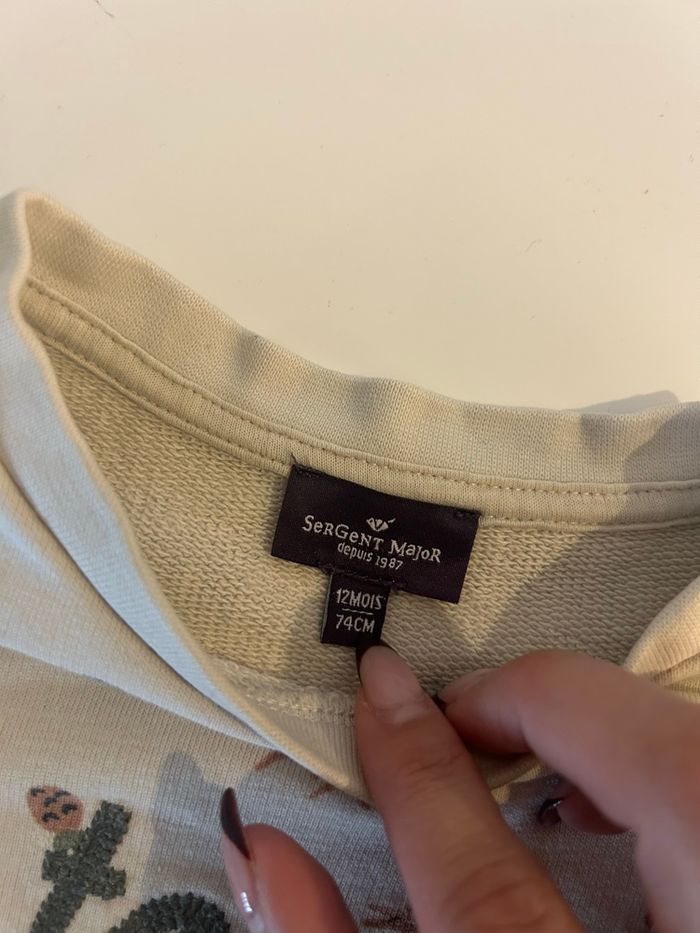 SerGeNT MajoR
depuis 1987
12MOIS
74CM